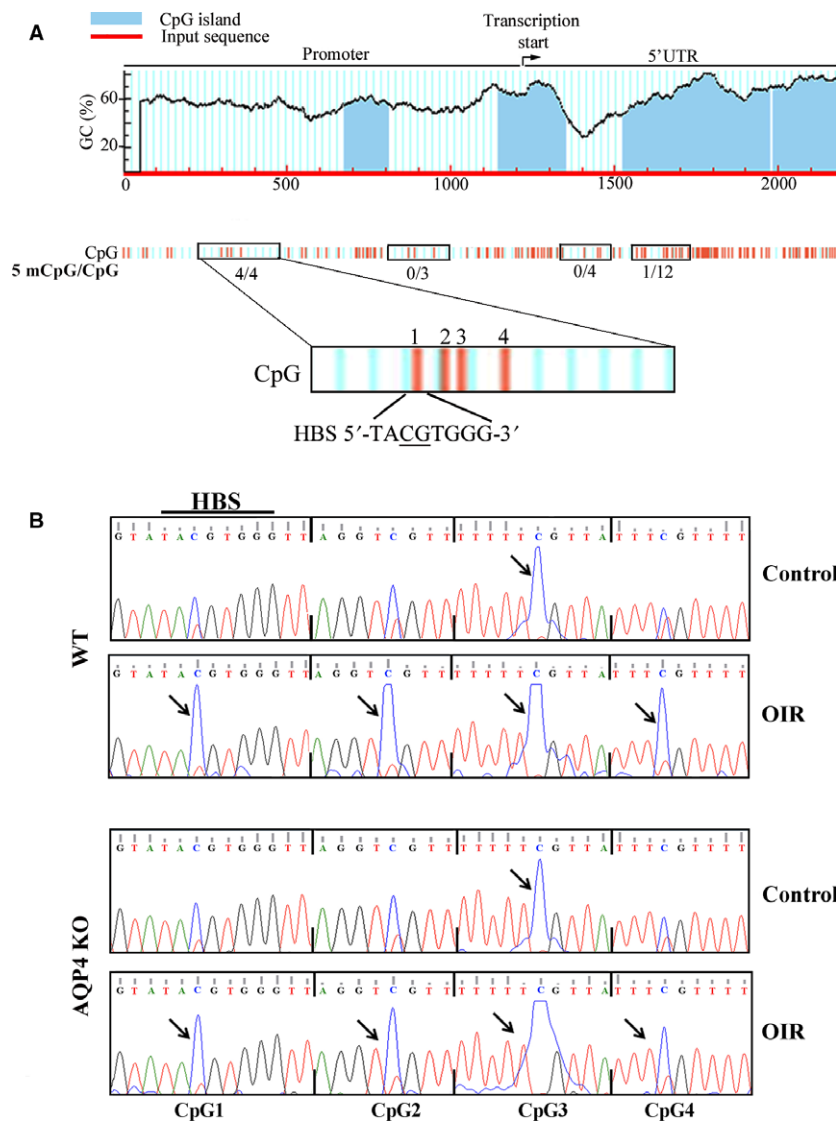 CpG island
Input sequence
A
Transcription
start
Promoter
5'UTR
GC (%)
60
20
0
500
1000
1500
2000
CpG
5 mCpG/CpG
4/4
0/3
0/4
1/12
1
2
3
4
CpG
HBS 5′-TACGTGGG-3′
B
HBS
WT
G T A T A C G T G G G T T A G G T C G T T T T T T C G T T A T T T C G T T T T
Control
G T A T A C G T G G G T T A G G T C G T T T T T T C G T T A T T T C G T T T T
OIR
AQP4 KO
G T A T A C G T G G G T T A G G T C G T T T T T T C G T T A T T T C G T T T T
Control
G T A T A C G T G G G T T A G G T C G T T T T T T C G T T A T T T C G T T T T
OIR
CpG1
CpG2
CpG3
CpG4